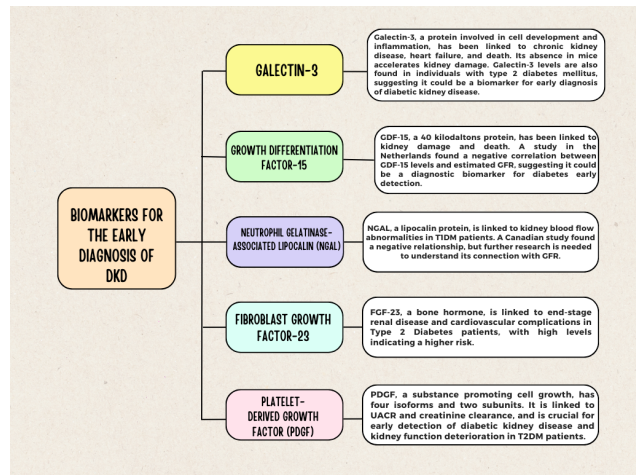 BIOMARKERS FOR
THE EARLY
DIAGNOSIS OF
DKD
GALECTIN-3
Galectin-3, a protein involved in cell development and
inflammation, has been linked to chronic kidney
disease, heart failure, and death. Its absence in mice
accelerates kidney damage. Galectin-3 levels are also
found in individuals with type 2 diabetes mellitus,
suggesting it could be a biomarker for early diagnosis
of diabetic kidney disease.
GROWTH DIFFERENTIATION
FACTOR-15
GDF-15, a 40 kilodaltons protein, has been linked to
kidney damage and death. A study in the
Netherlands found a negative correlation between
GDF-15 levels and estimated GFR, suggesting it could
be a diagnostic biomarker for diabetes early
detection.
NEUTROPHIL GELATINASE-
ASSOCIATED LIPOCALIN (NGAL)
NGAL, a lipocalin protein, is linked to kidney blood flow
abnormalities in T1DM patients. A Canadian study found
a negative relationship, but further research is needed
to understand its connection with GFR.
FIBROBLAST GROWTH
FACTOR-23
FGF-23, a bone hormone, is linked to end-stage
renal disease and cardiovascular complications in
Type 2 Diabetes patients, with high levels
indicating a higher risk.
PLATELET-
DERIVED GROWTH
FACTOR (PDGF)
PDGF, a substance promoting cell growth, has
four isoforms and two subunits. It is linked to
UACR and creatinine clearance, and is crucial for
early detection of diabetic kidney disease and
kidney function deterioration in T2DM patients.